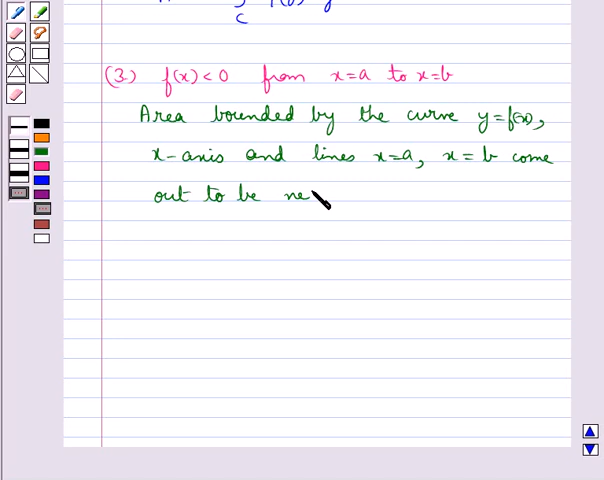 (3.) f(x) < 0 from x=a to x=b
Area bounded by the curve y=f(x),
x-axis and lines x=a, x=b come
out to be ne